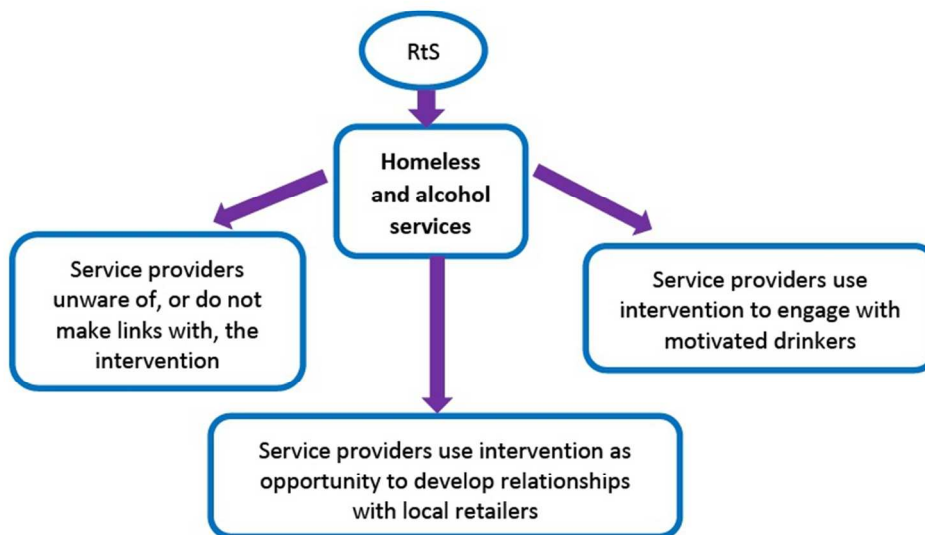 RtS
Homeless
and alcohol
services
Service providers
unware of, or do not
make links with, the
intervention
Service providers use
intervention to engage with
motivated drinkers
Service providers use intervention as
opportunity to develop relationships
with local retailers